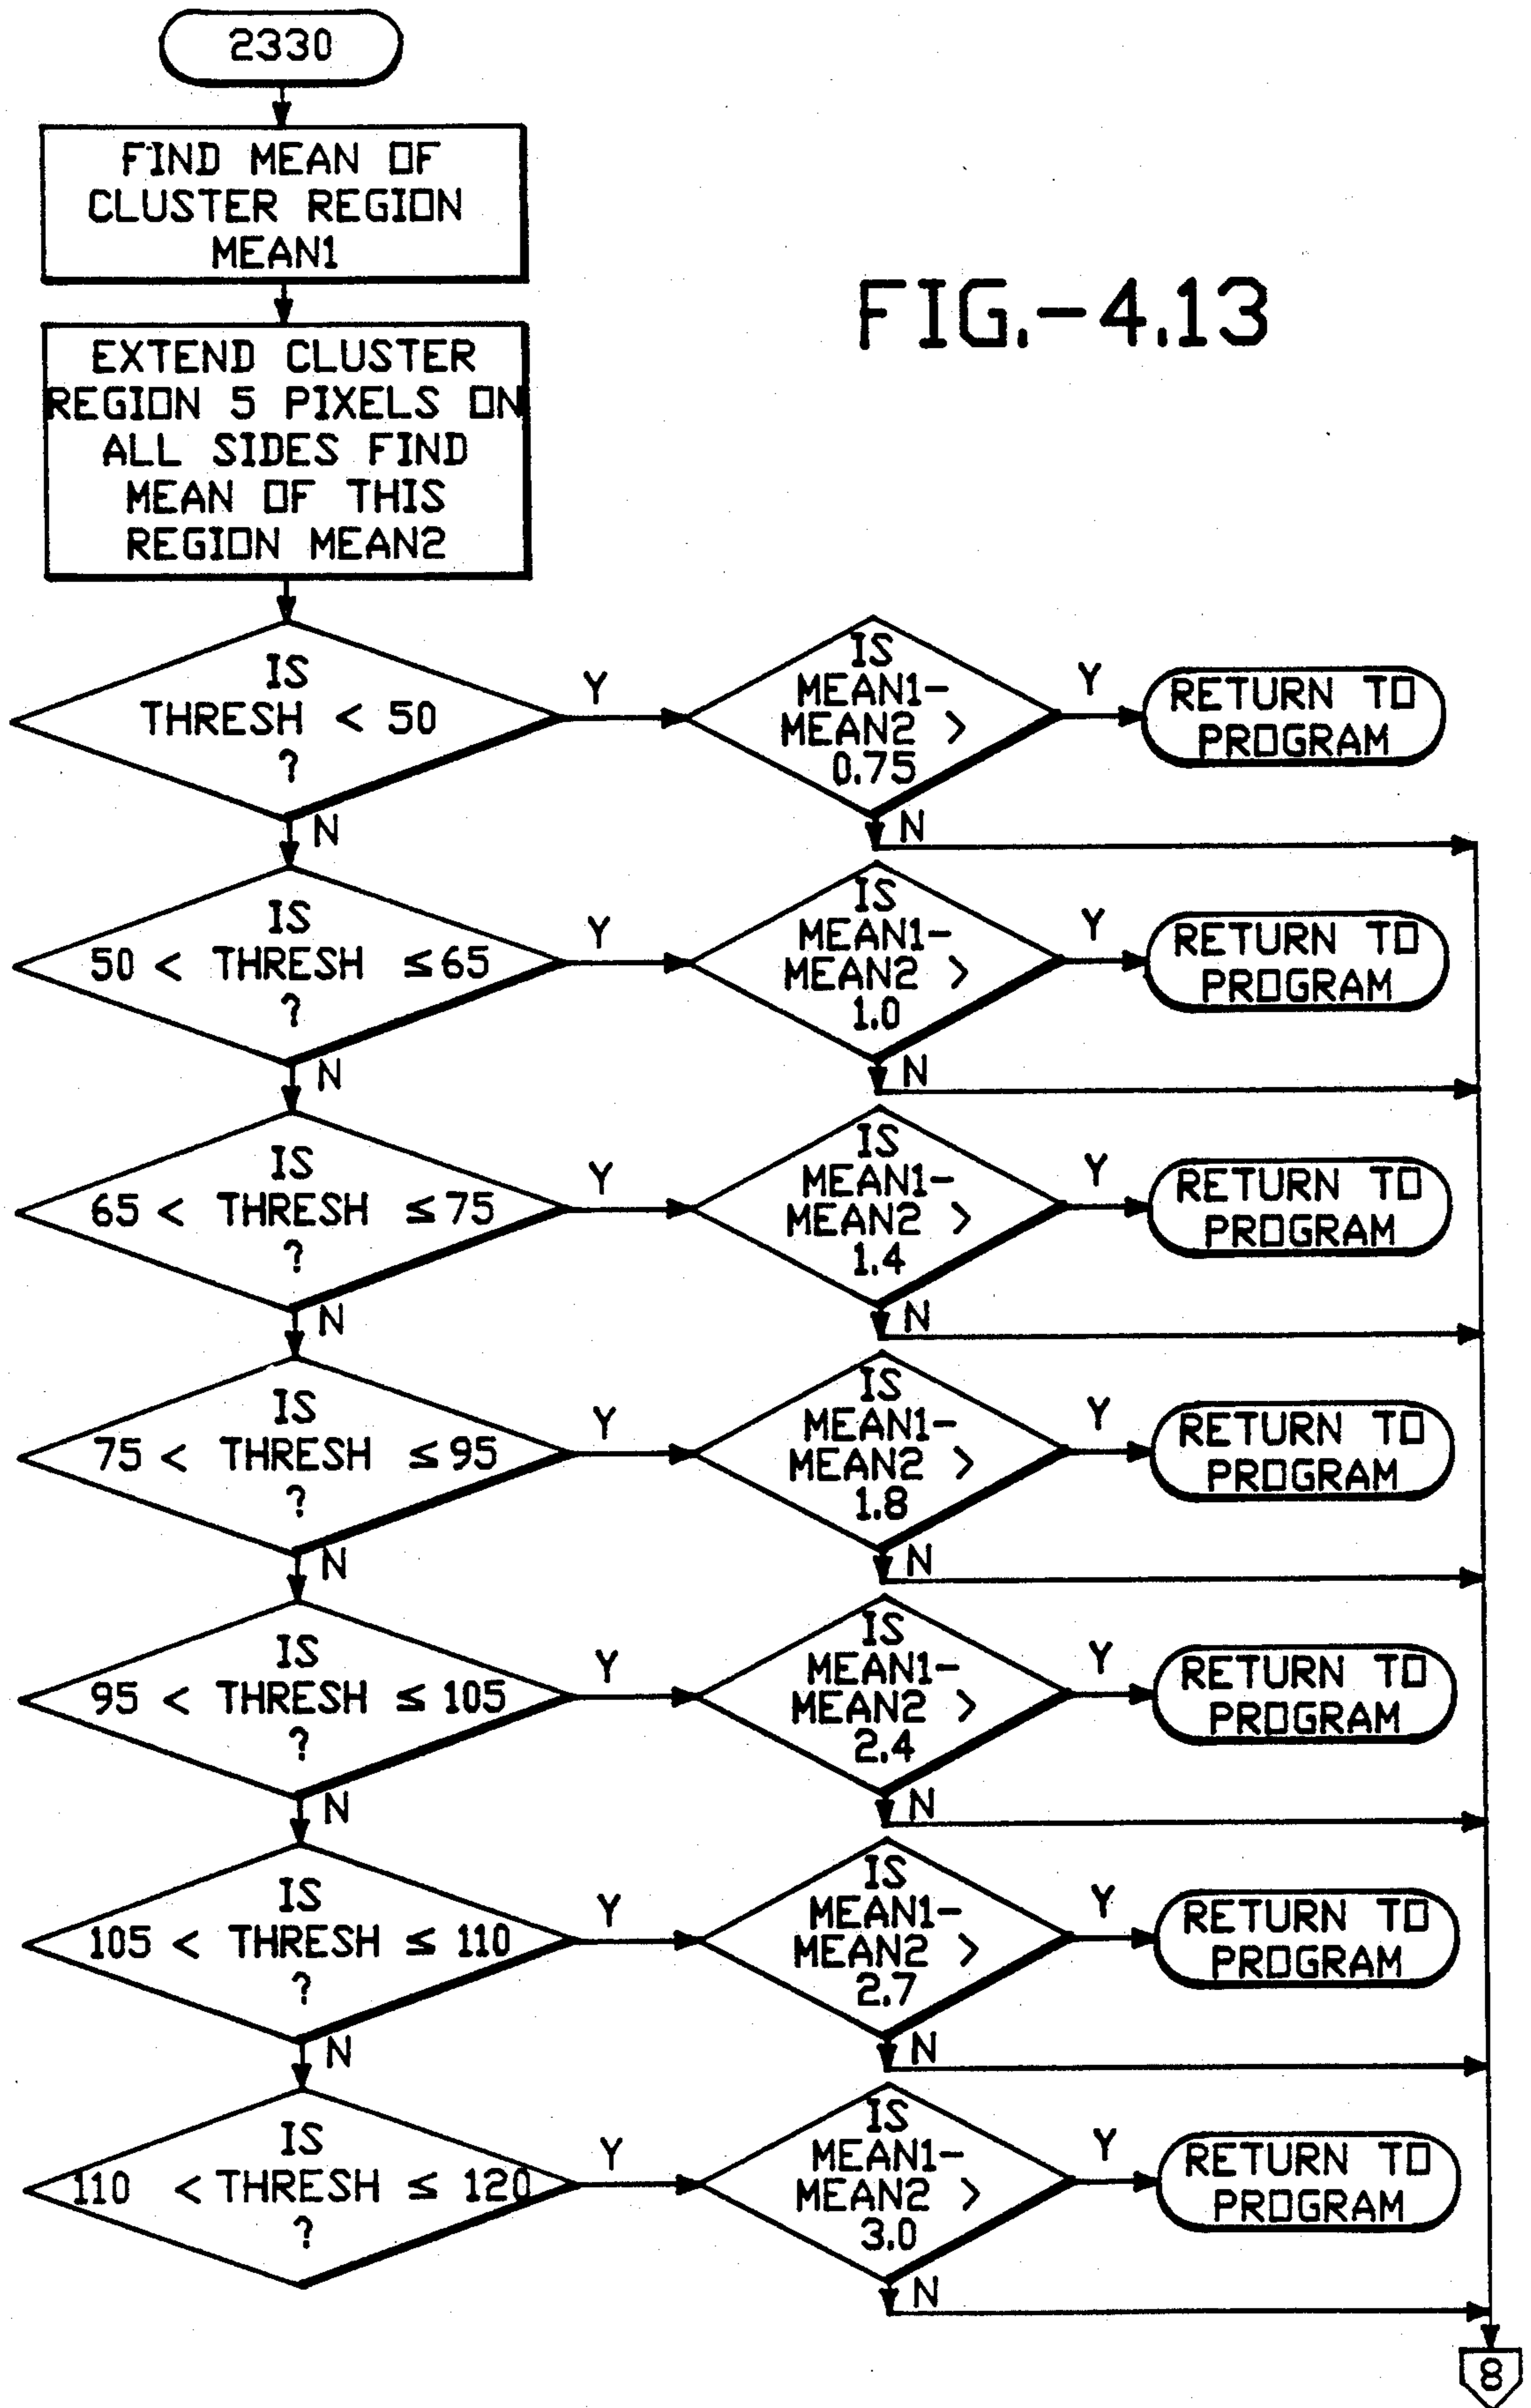 2330
FIND MEAN OF
CLUSTER REGION
MEAN1
FIG.-4.13
EXTEND CLUSTER
REGION 5 PIXELS ON
ALL SIDES FIND
MEAN OF THIS
REGION MEAN2
IS
THRESH < 50
?
Y
N
IS
MEAN1-
MEAN2 >
0.75
Y
N
RETURN TO
PROGRAM
IS
50 < THRESH ≤65
?
Y
N
IS
MEAN1-
MEAN2 >
1.0
Y
N
RETURN TO
PROGRAM
IS
65 < THRESH ≤75
?
Y
N
IS
MEAN1-
MEAN2 >
1.4
Y
N
RETURN TO
PROGRAM
IS
75 < THRESH ≤95
?
Y
N
IS
MEAN1-
MEAN2 >
1.8
Y
N
RETURN TO
PROGRAM
IS
95 < THRESH ≤ 105
?
Y
N
IS
MEAN1-
MEAN2 >
2.4
Y
N
RETURN TO
PROGRAM
IS
105 < THRESH ≤ 110
?
Y
N
IS
MEAN1-
MEAN2 >
2.7
Y
N
RETURN TO
PROGRAM
IS
110 < THRESH ≤ 120
?
Y
IS
MEAN1-
MEAN2 >
3.0
Y
N
RETURN TO
PROGRAM
8